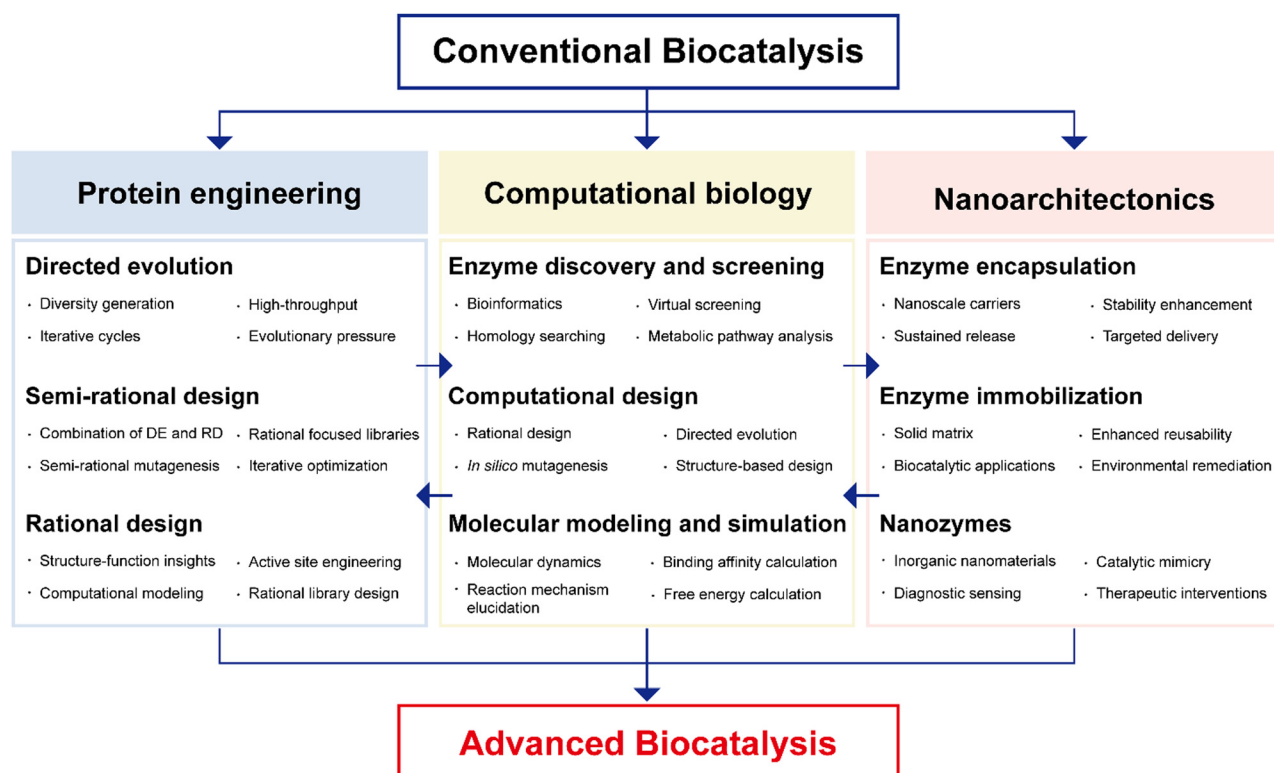 Conventional Biocatalysis
Protein engineering
Directed evolution
· Diversity generation
· High-throughput
· Iterative cycles
· Evolutionary pressure
Semi-rational design
· Combination of DE and RD
· Rational focused libraries
· Semi-rational mutagenesis
· Iterative optimization
Rational design
· Structure-function insights
· Active site engineering
· Computational modeling
· Rational library design
Computational biology
Enzyme discovery and screening
· Bioinformatics
· Virtual screening
· Homology searching
· Metabolic pathway analysis
Computational design
· Rational design
· Directed evolution
· In silico mutagenesis
· Structure-based design
Molecular modeling and simulation
· Molecular dynamics
· Binding affinity calculation
· Reaction mechanism
elucidation
· Free energy calculation
Nanoarchitectonics
Enzyme encapsulation
· Nanoscale carriers
· Stability enhancement
· Sustained release
· Targeted delivery
Enzyme immobilization
· Solid matrix
· Enhanced reusability
· Biocatalytic applications
· Environmental remediation
Nanozymes
· Inorganic nanomaterials
· Catalytic mimicry
· Diagnostic sensing
· Therapeutic interventions
Advanced Biocatalysis